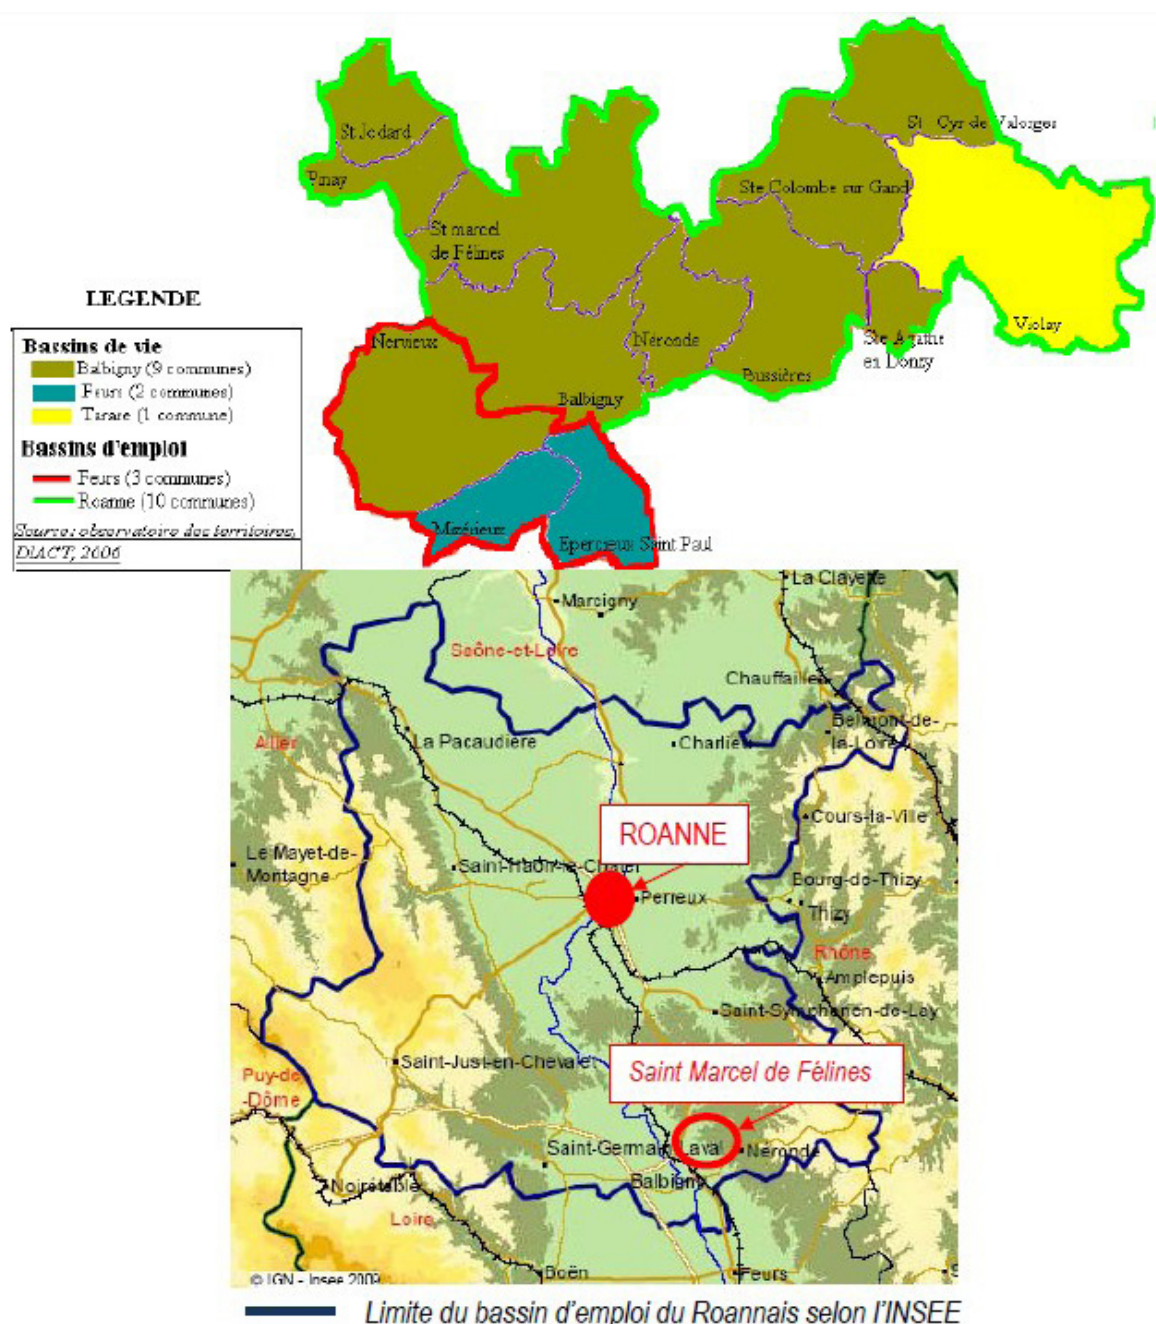 St Jodard
Pinay
St Cyr de Valorges
Ste Colombe sur Gand
St marcel
de Félines
LEGENDE
Bassins de vie
Balbigny (9 communes)
Feurs (2 communes)
Tarare (1 commune)
Bassins d'emploi
Feurs (3 communes)
Roanne (10 communes)
Source: observatoire des territoires,
DIACT, 2006
Nervieux
Néronde
Violay
Ste Agathe
en Donzy
Bussières
Balbigny
Mizérieux
Epercieux Saint Paul
La Clayette
Marcigny
Saône-et-Loire
Chauffailles
Belmont-de-
la-Loire
Allier
La Pacaudière
Charlieu
Cours-la-Ville
ROANNE
Le Mayet-de-
Montagne
Saint-Haon-le-Châtel
Perreux
Bourg-de-Thizy
Thizy
Rhône
Amplepuis
Saint-Symphorien-de-Lay
Saint-Just-en-Chevalet
Saint Marcel de Félines
Puy-de-
-Dôme
Saint-Germain Laval
Néronde
Balbigny
Noirétable
Loire
Boën
Feurs
S
© IGN - Insee 2009
Limite du bassin d'emploi du Roannais selon l'INSEE